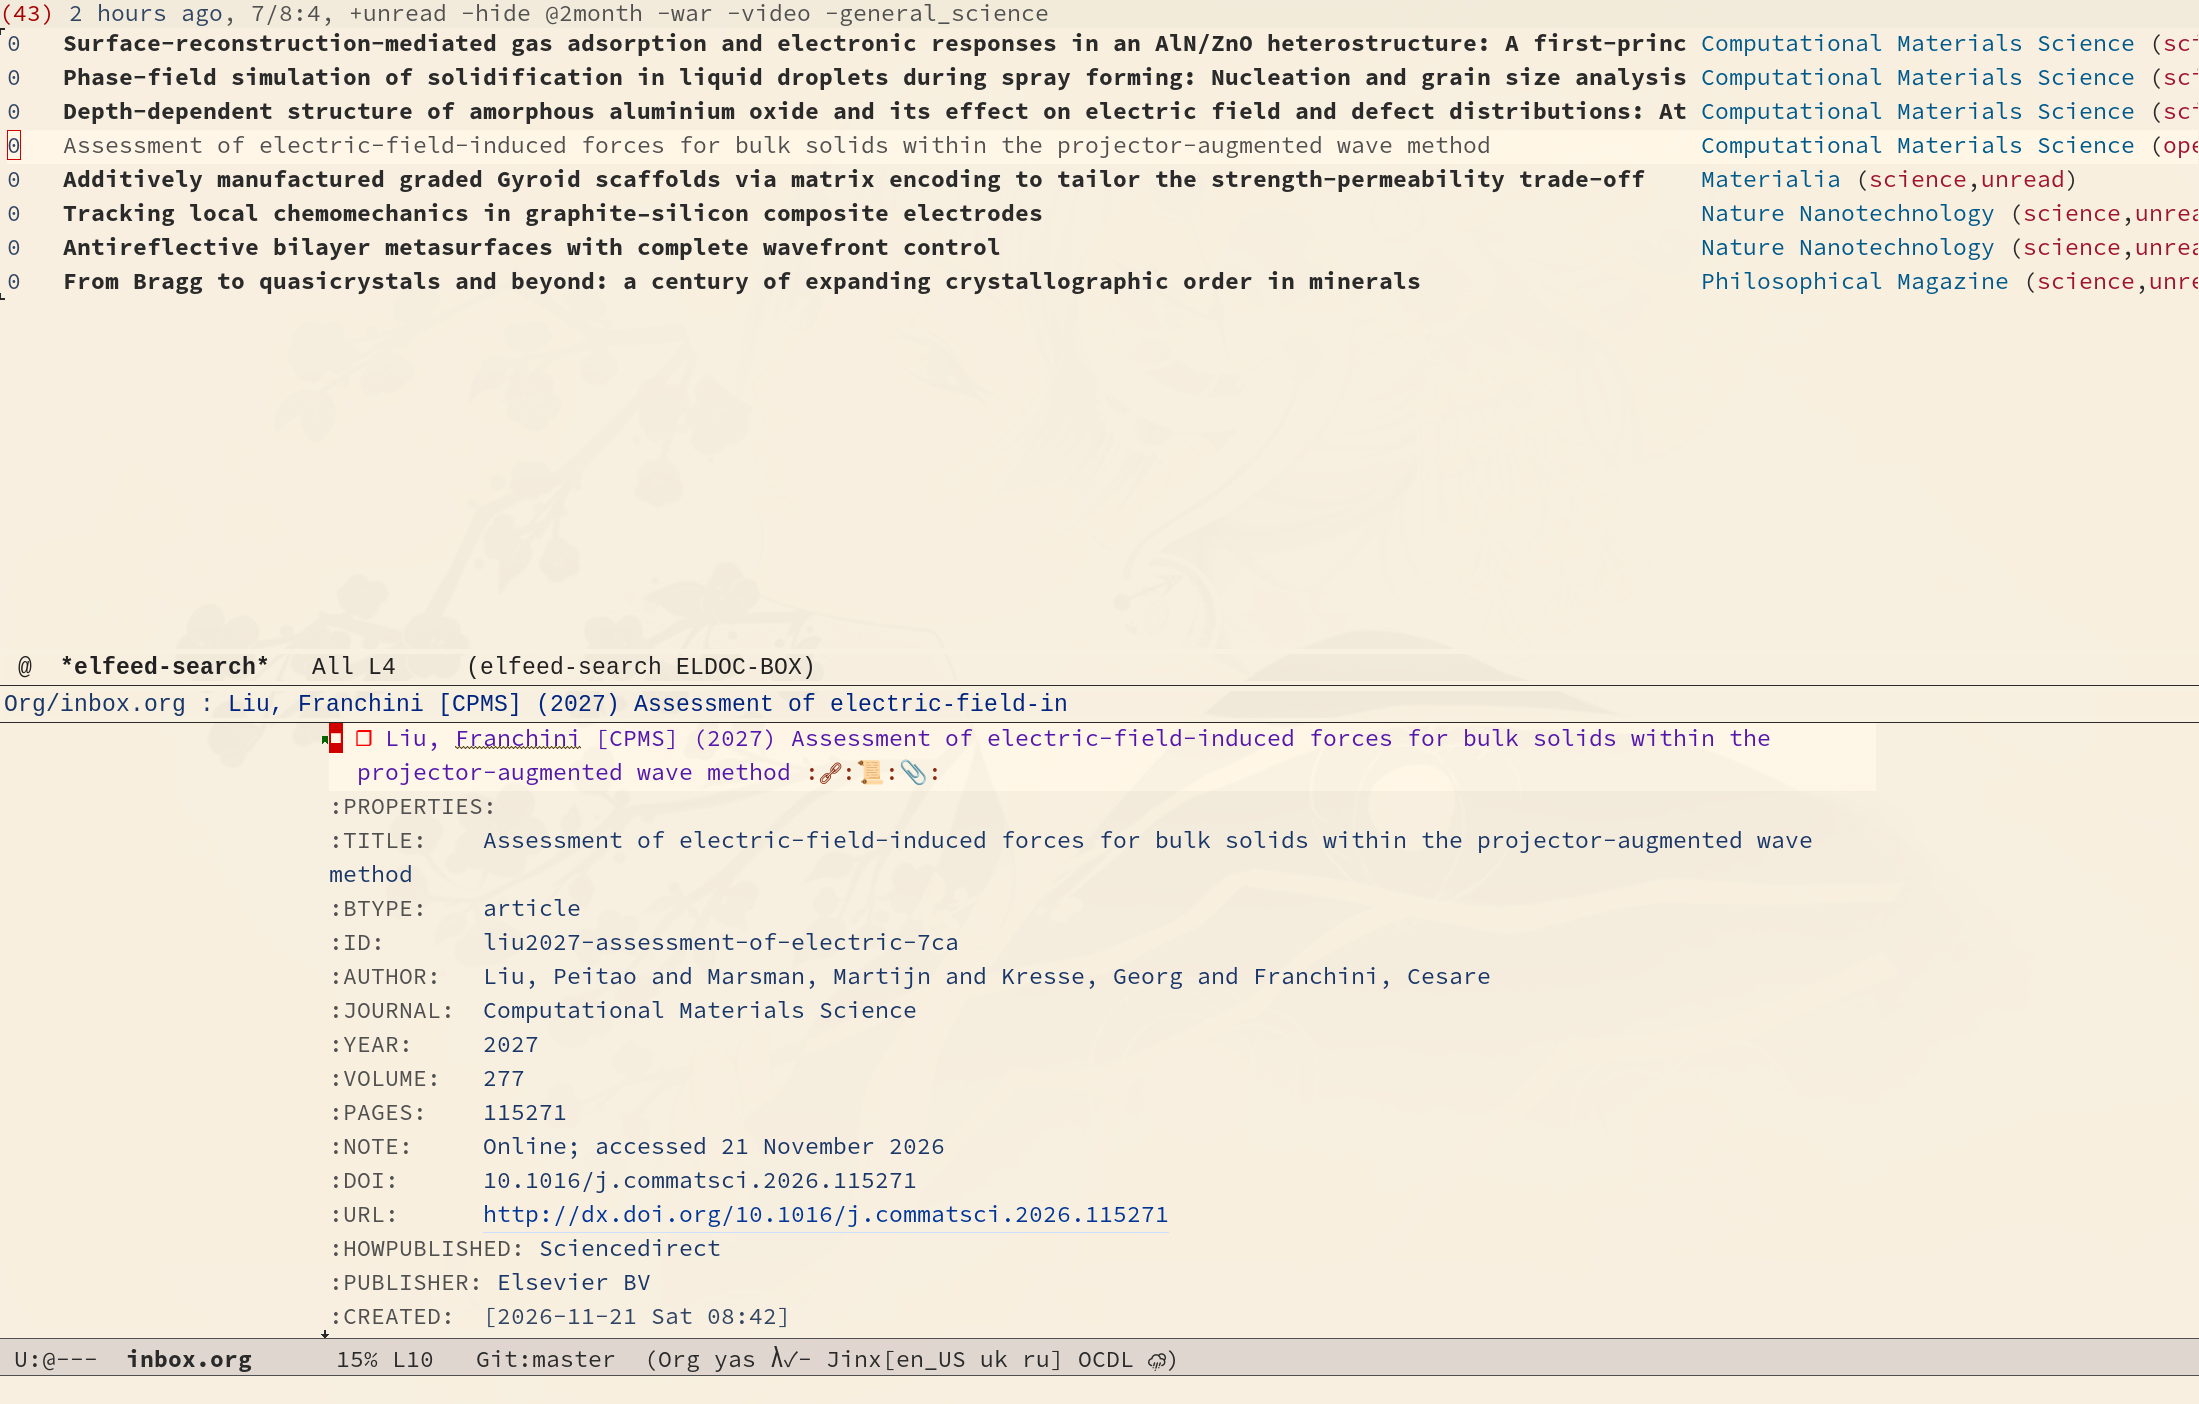 (43) 2 hours ago, 7/8:4, +unread -hide @2month -war -video -general_science
0 Surface-reconstruction-mediated gas adsorption and electronic responses in an AlN/ZnO heterostructure: A first-princ Computational Materials Science (sci
0 Phase-field simulation of solidification in liquid droplets during spray forming: Nucleation and grain size analysis Computational Materials Science (sci
0 Depth-dependent structure of amorphous aluminium oxide and its effect on electric field and defect distributions: At Computational Materials Science (sci
0 Assessment of electric-field-induced forces for bulk solids within the projector-augmented wave method Computational Materials Science (ope
0 Additively manufactured graded Gyroid scaffolds via matrix encoding to tailor the strength-permeability trade-off Materialia (science,unread)
0 Tracking local chemomechanics in graphite–silicon composite electrodes Nature Nanotechnology (science,unrea
0 Antireflective bilayer metasurfaces with complete wavefront control Nature Nanotechnology (science,unrea
0 From Bragg to quasicrystals and beyond: a century of expanding crystallographic order in minerals Philosophical Magazine (science,unre
@ *elfeed-search* All L4 (elfeed-search ELDOC-BOX)
Org/inbox.org : Liu, Franchini [CPMS] (2027) Assessment of electric-field-in
Liu, Franchini [CPMS] (2027) Assessment of electric-field-induced forces for bulk solids within the
projector-augmented wave method :🔗:📜:📎:
:PROPERTIES:
:TITLE: Assessment of electric-field-induced forces for bulk solids within the projector-augmented wave
method
:BTYPE: article
:ID: liu2027-assessment-of-electric-7ca
:AUTHOR: Liu, Peitao and Marsman, Martijn and Kresse, Georg and Franchini, Cesare
:JOURNAL: Computational Materials Science
:YEAR: 2027
:VOLUME: 277
:PAGES: 115271
:NOTE: Online; accessed 21 November 2026
:DOI: 10.1016/j.commatsci.2026.115271
:URL: http://dx.doi.org/10.1016/j.commatsci.2026.115271
:HOWPUBLISHED: Sciencedirect
:PUBLISHER: Elsevier BV
:CREATED: [2026-11-21 Sat 08:42]
U:@--- inbox.org 15% L10 Git:master (Org yas λ✓- Jinx[en_US uk ru] OCDL 🌧)